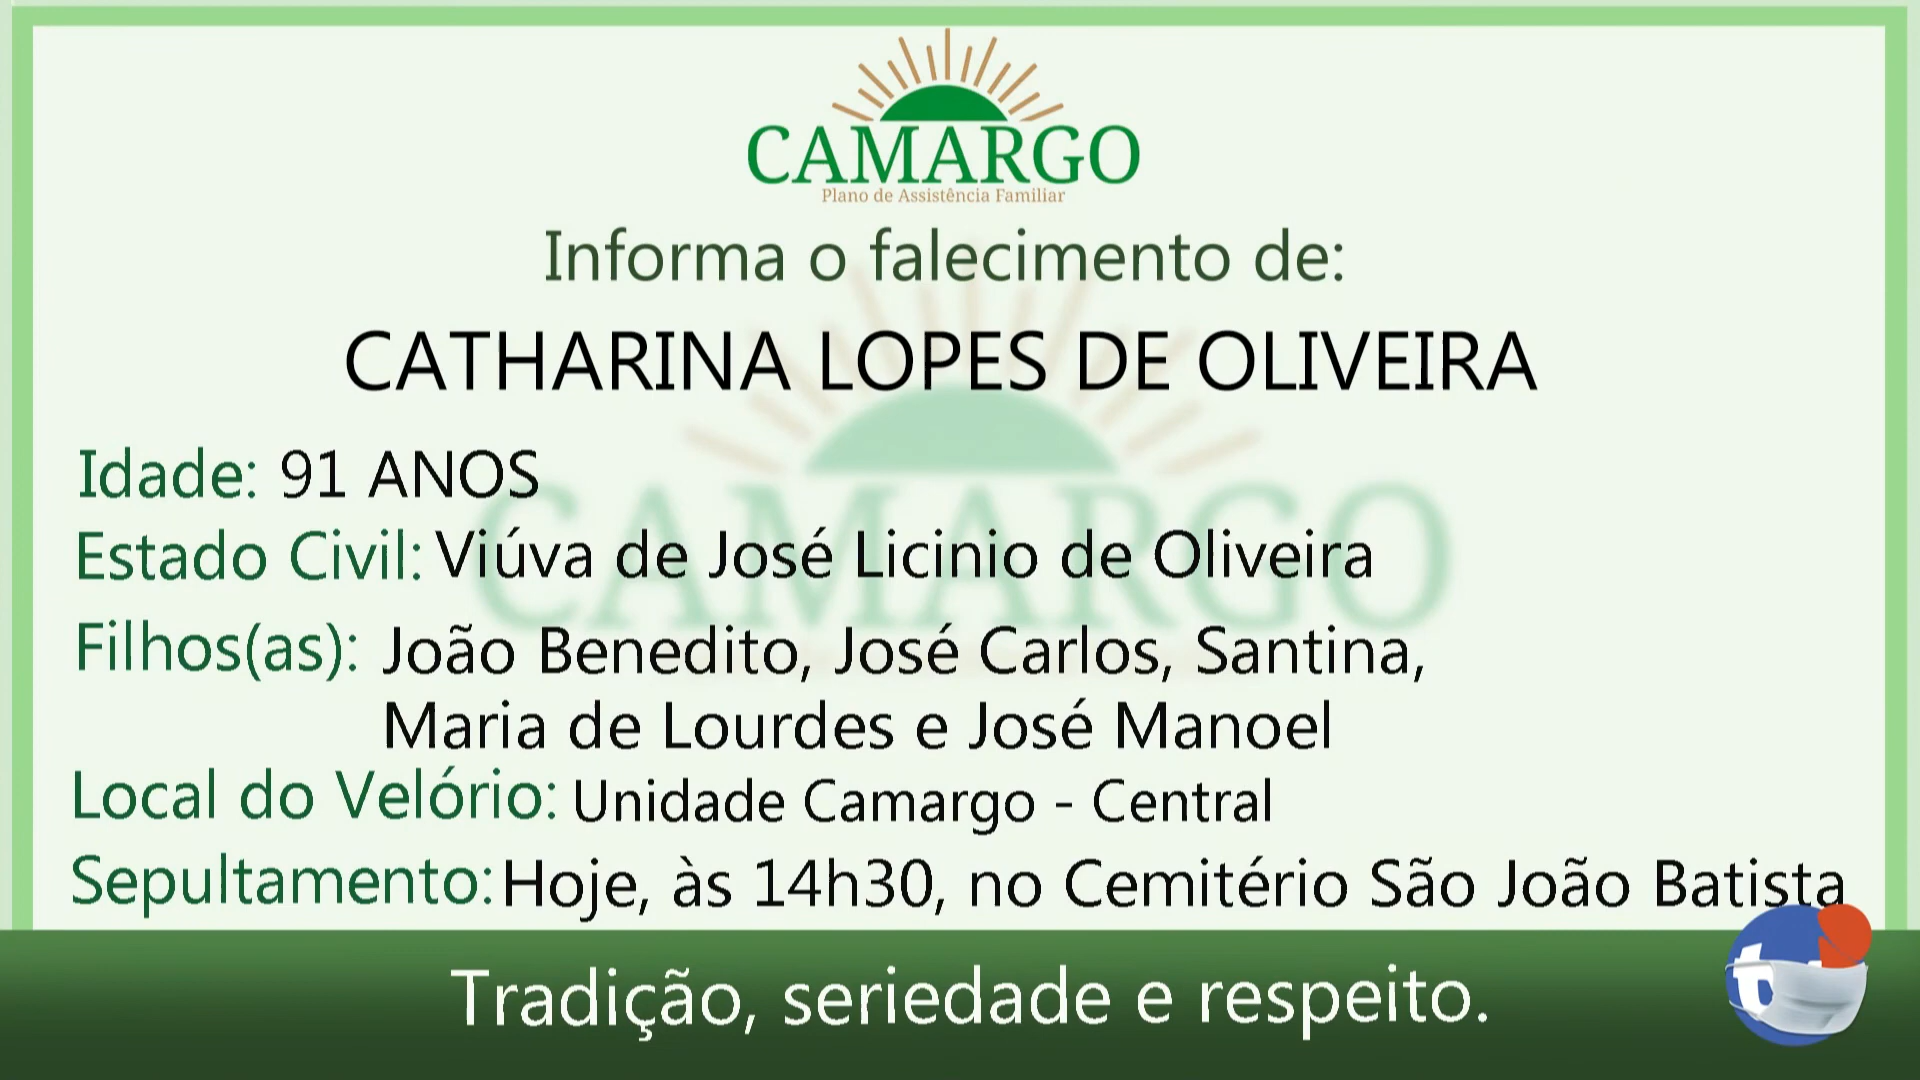 CAMARGO
Plano de Assistência Familiar
Informa o falecimento de:
CATHARINA LOPES DE OLIVEIRA
Idade: 91 ANOS
Estado Civil: Viúva de José Licinio de Oliveira
Filhos(as): João Benedito, José Carlos, Santina,
Maria de Lourdes e José Manoel
Local do Velório: Unidade Camargo - Central
Sepultamento: Hoje, às 14h30, no Cemitério São João Batista
Tradição, seriedade e respeito.